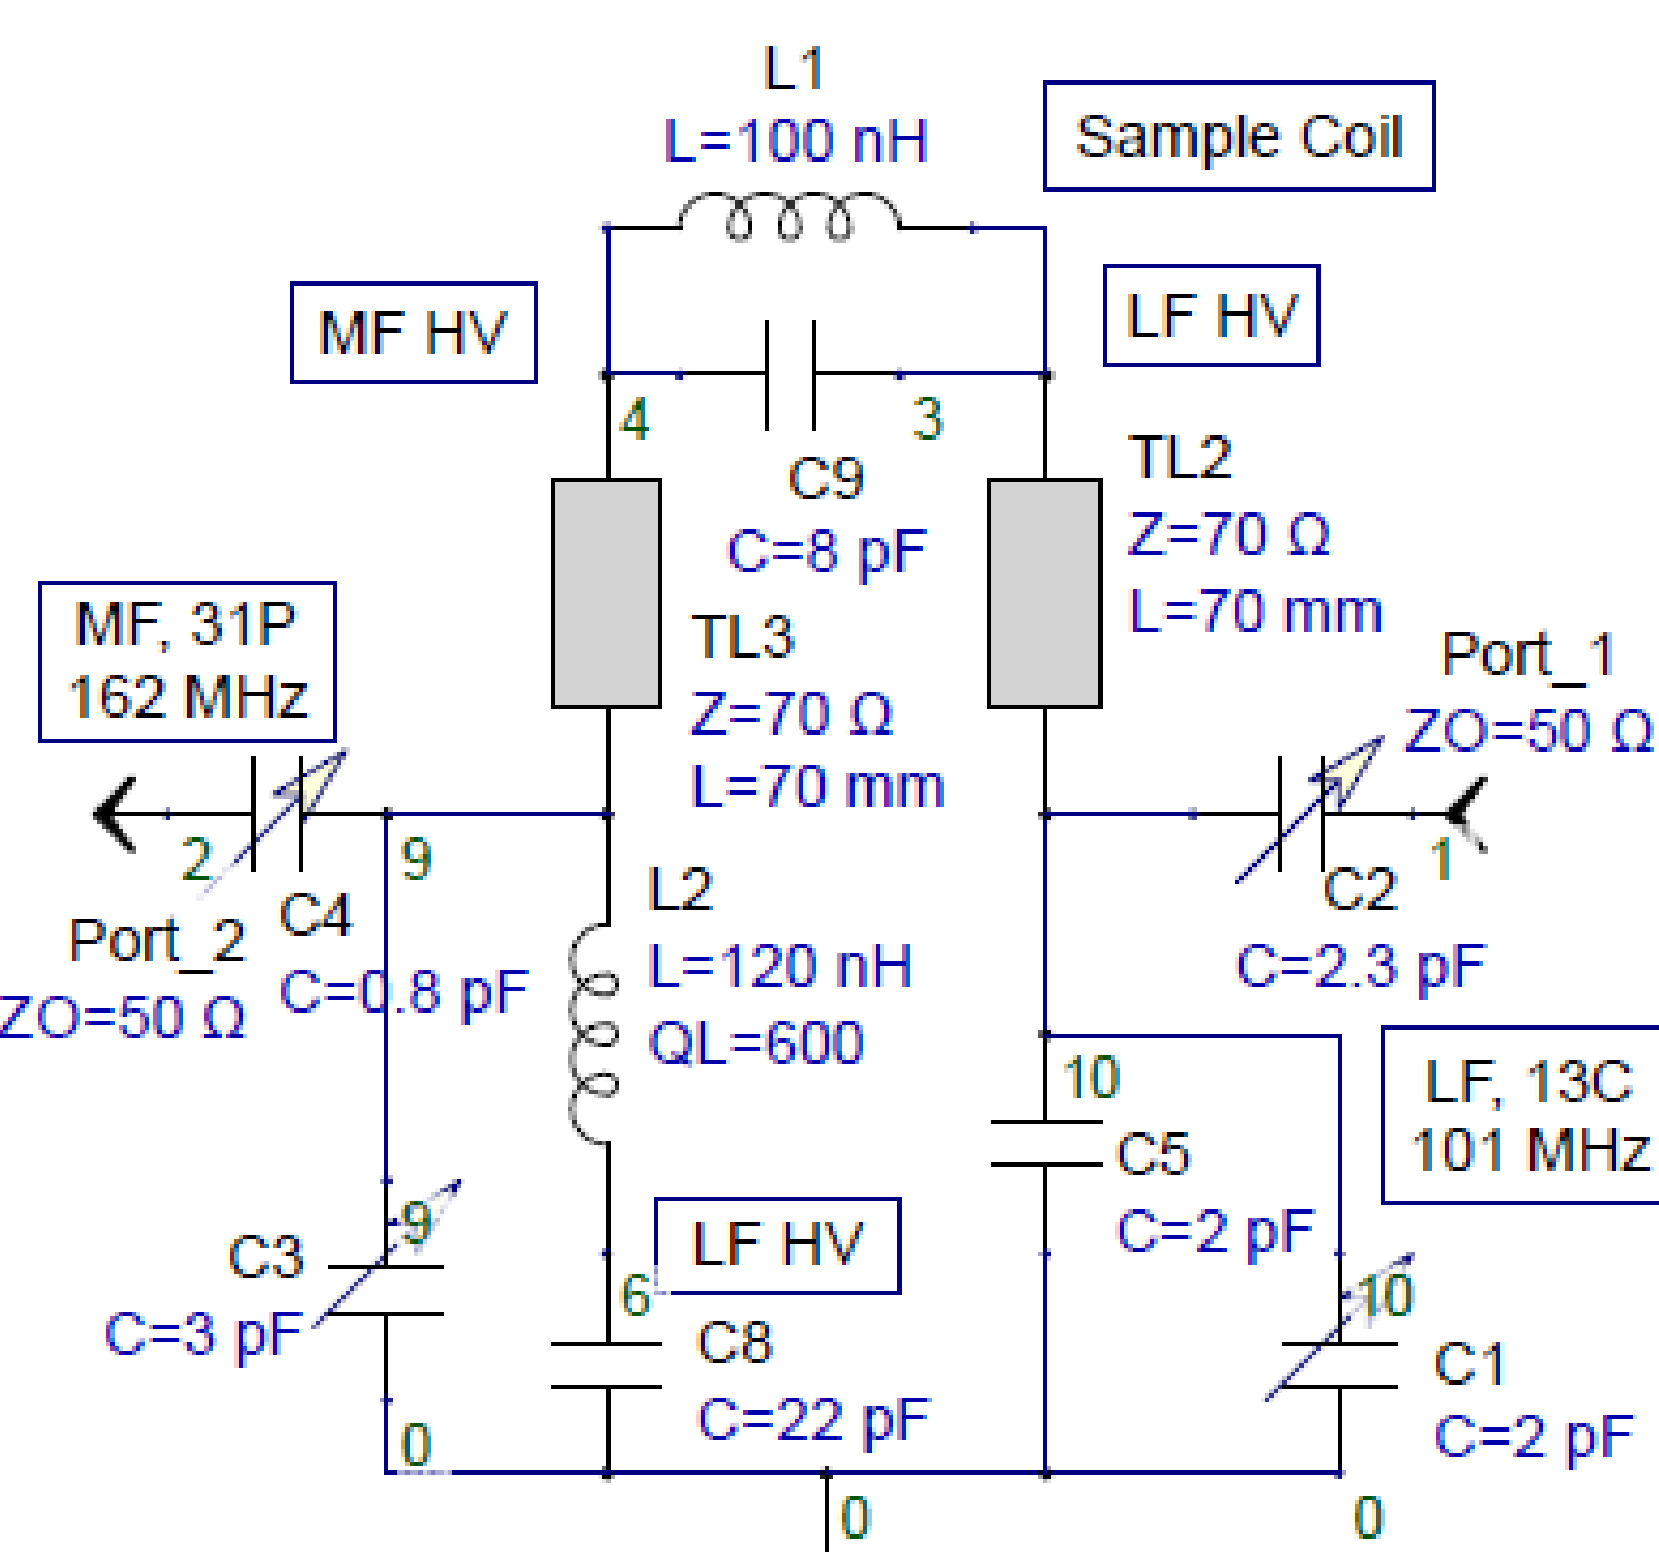 L1
L=100 nH
Sample Coil
MF HV
LF HV
4
3
C9
C=8 pF
TL2
Z=70 Ω
L=70 mm
TL3
Z=70 Ω
L=70 mm
MF, 31P
162 MHz
Port_1
ZO=50 Ω
2
9
1
C4
C=0.8 pF
Port_2
ZO=50 Ω
L2
L=120 nH
QL=600
C2
C=2.3 pF
10
LF, 13C
101 MHz
C5
C=2 pF
9
C3
C=3 pF
LF HV
6
C8
C=22 pF
10
C1
C=2 pF
0
0
0